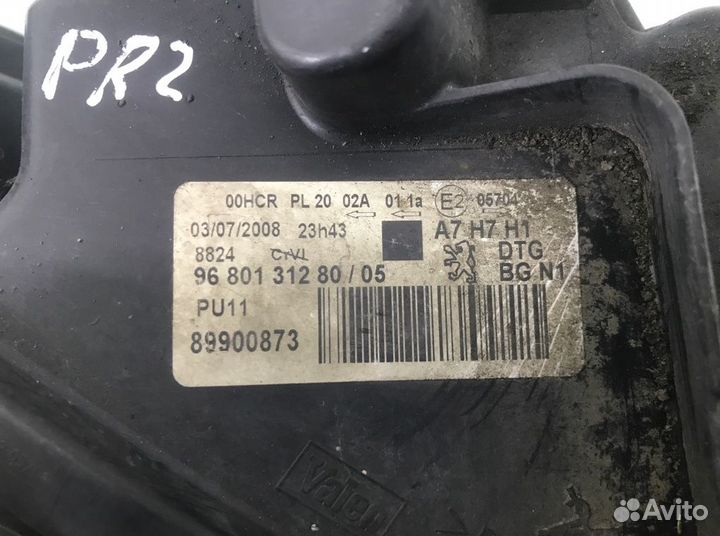 PR2
00HCR PL 20 02A 01 1a E2 05704
03/07/2008 23h43 A7 H7 H1
8824 DTG
96 801 312 80 / 05 BG N1
PU11
89900873
Valeo
Avito